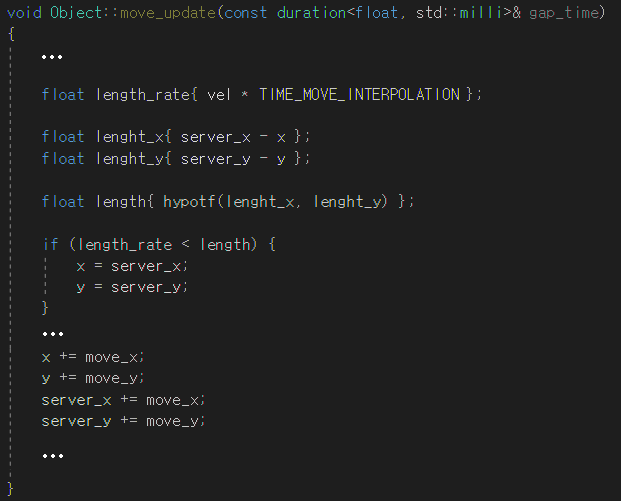 void Object::move_update(const duration<float, std::milli>& gap_time)
{
...
float length_rate{ vel * TIME_MOVE_INTERPOLATION };
float lenght_x{ server_x - x };
float lenght_y{ server_y - y };
float length{ hypotf(lenght_x, lenght_y) };
if (length_rate < length) {
x = server_x;
y = server_y;
}
...
x += move_x;
y += move_y;
server_x += move_x;
server_y += move_y;
...
}